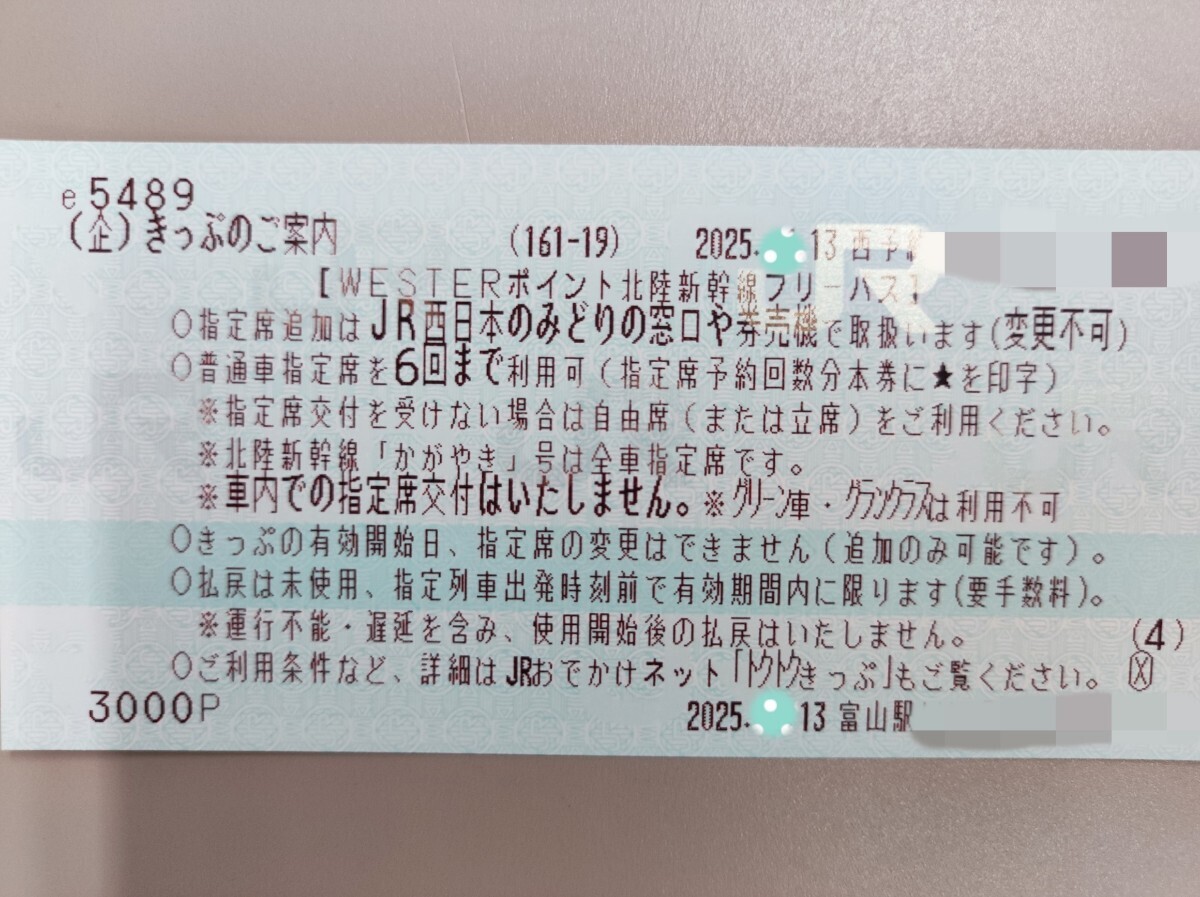 e5489
(企)きっぷのご案内 (161-19) 2025. 13 西予
【WESTERポイント北陸新幹線フリーパス】
○指定席追加はJR西日本のみどりの窓口や券売機で取扱います(変更不可)
○普通車指定席を6回まで利用可(指定席予約回数分本券に★を印字)
※指定席交付を受けない場合は自由席(または立席)をご利用ください。
※北陸新幹線「かがやき」号は全車指定席です。
※車内での指定席交付はいたしません。※グリーン車・グランクラスは利用不可
○きっぷの有効開始日、指定席の変更はできません(追加のみ可能です)。
○払戻は未使用、指定列車出発時刻前で有効期間内に限ります(要手数料)。
※運行不能・遅延を含み、使用開始後の払戻はいたしません。 (4)
○ご利用条件など、詳細はJRおでかけネット「トクトクきっぷ」もご覧ください。 X
3000P 2025. 13 富山駅